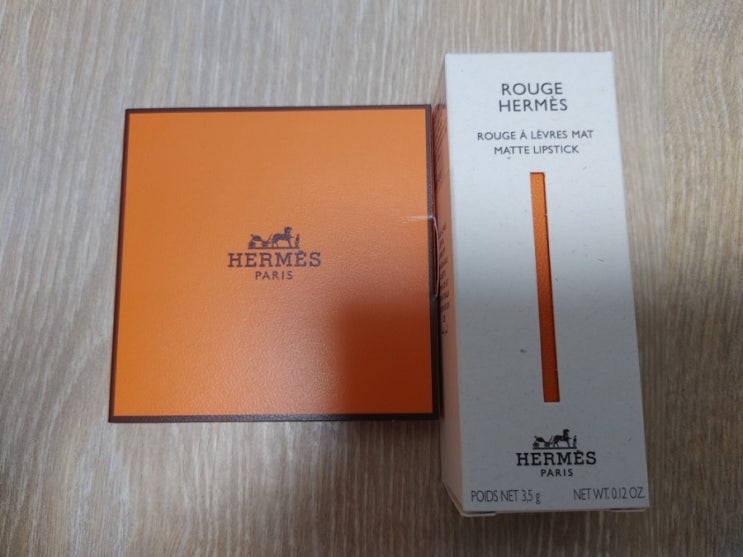 HERMÈS
PARIS
ROUGE
HERMÈS
ROUGE À LÈVRES MAT
MATTE LIPSTICK
HERMÈS
PARIS
POIDS NET 3,5 g NET WT. 0.12 OZ.